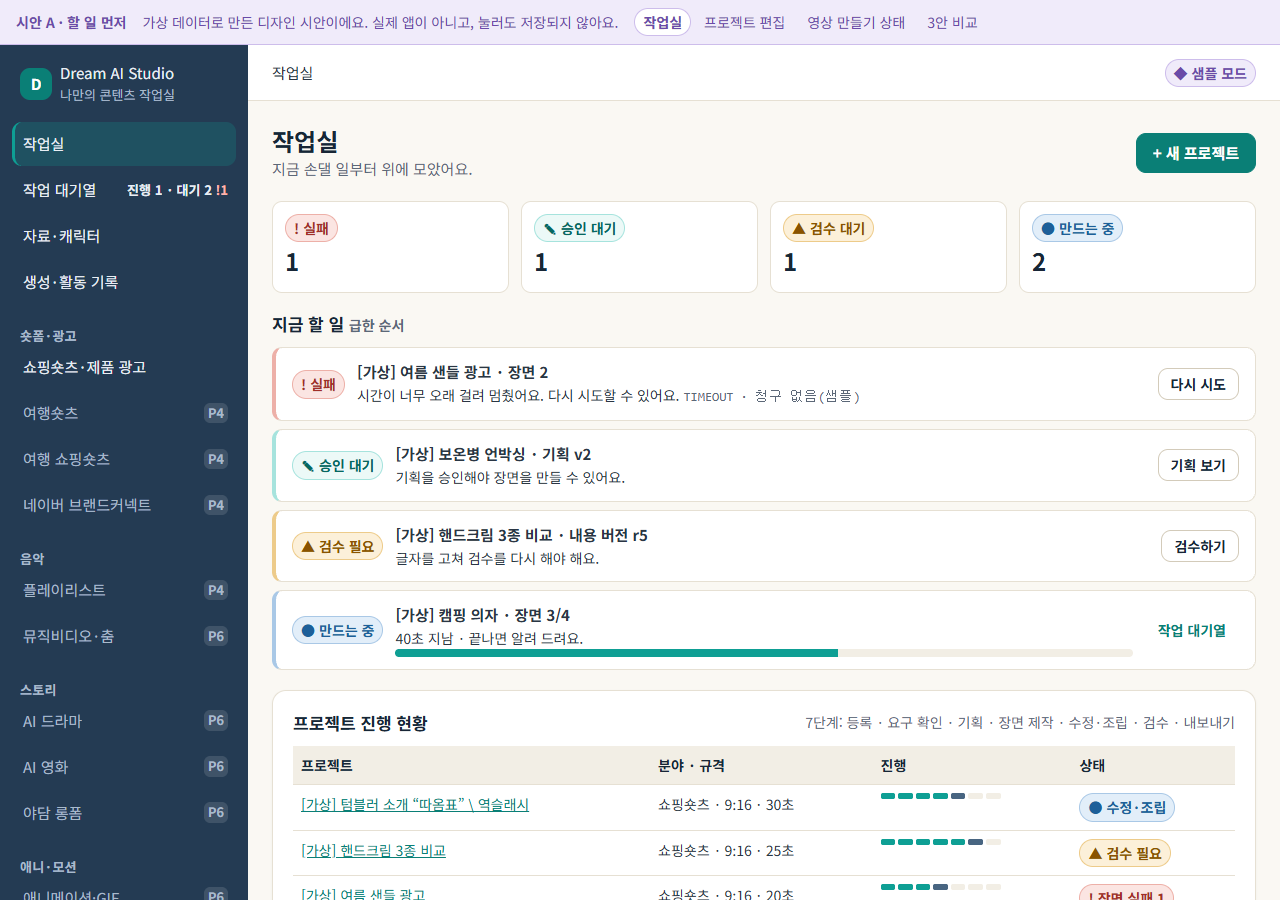 시안 A · 할 일 먼저 가상 데이터로 만든 디자인 시안이에요. 실제 앱이 아니고, 눌러도 저장되지 않아요. 작업실 프로젝트 편집 영상 만들기 상태 3안 비교
D
Dream AI Studio
나만의 콘텐츠 작업실
작업실
작업 대기열 진행 1 · 대기 2 !1
자료·캐릭터
생성·활동 기록
숏폼·광고
쇼핑숏츠·제품 광고
여행숏츠 P4
여행 쇼핑숏츠 P4
네이버 브랜드커넥트 P4
음악
플레이리스트 P4
뮤직비디오·춤 P6
스토리
AI 드라마 P6
AI 영화 P6
야담 롱폼 P6
애니·모션
애니메이션·GIF P6
작업실
◆ 샘플 모드
작업실
지금 손댈 일부터 위에 모았어요.
+ 새 프로젝트
! 실패
1
승인 대기
1
▲ 검수 대기
1
● 만드는 중
2
지금 할 일 급한 순서
! 실패
[가상] 여름 샌들 광고 · 장면 2
시간이 너무 오래 걸려 멈췄어요. 다시 시도할 수 있어요. TIMEOUT · 청구 없음(샘플)
다시 시도
승인 대기
[가상] 보온병 언박싱 · 기획 v2
기획을 승인해야 장면을 만들 수 있어요.
기획 보기
▲ 검수 필요
[가상] 핸드크림 3종 비교 · 내용 버전 r5
글자를 고쳐 검수를 다시 해야 해요.
검수하기
● 만드는 중
[가상] 캠핑 의자 · 장면 3/4
40초 지남 · 끝나면 알려 드려요.
작업 대기열
프로젝트 진행 현황
7단계: 등록 · 요구 확인 · 기획 · 장면 제작 · 수정·조립 · 검수 · 내보내기
프로젝트 분야 · 규격 진행 상태
[가상] 텀블러 소개 “따옴표” \ 역슬래시 쇼핑숏츠 · 9:16 · 30초 ● 수정·조립
[가상] 핸드크림 3종 비교 쇼핑숏츠 · 9:16 · 25초 ▲ 검수 필요
[가상] 여름 샌들 광고 쇼핑숏츠 · 9:16 · 20초 ! 장면 실패 1